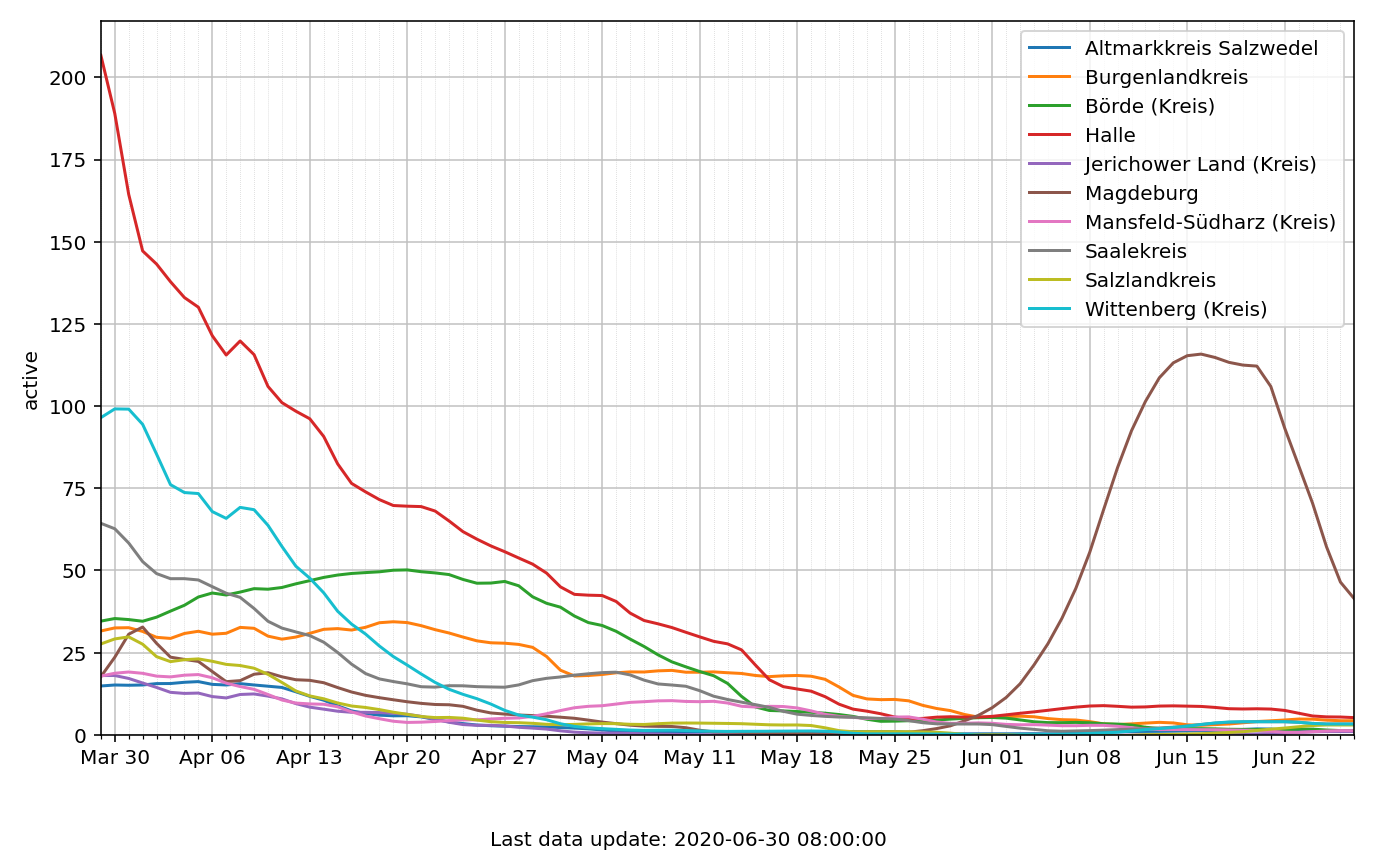 active
200
175
150
125
100
75
50
25
0
Mar 30 Apr 06 Apr 13 Apr 20 Apr 27 May 04 May 11 May 18 May 25 Jun 01 Jun 08 Jun 15 Jun 22
Altmarkkreis Salzwedel
Burgenlandkreis
Börde (Kreis)
Halle
Jerichower Land (Kreis)
Magdeburg
Mansfeld-Südharz (Kreis)
Saalekreis
Salzlandkreis
Wittenberg (Kreis)
Last data update: 2020-06-30 08:00:00